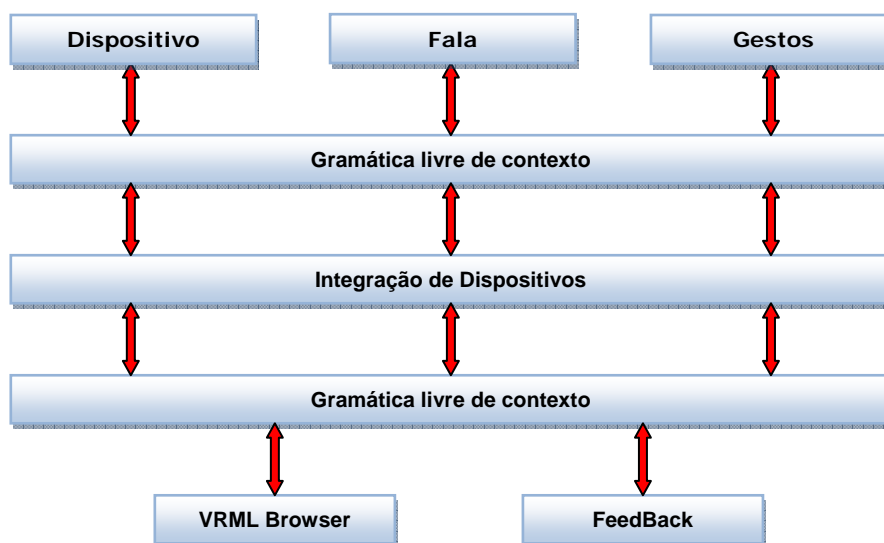 Dispositivo
Fala
Gestos
Gramática livre de contexto
Integração de Dispositivos
Gramática livre de contexto
VRML Browser
FeedBack